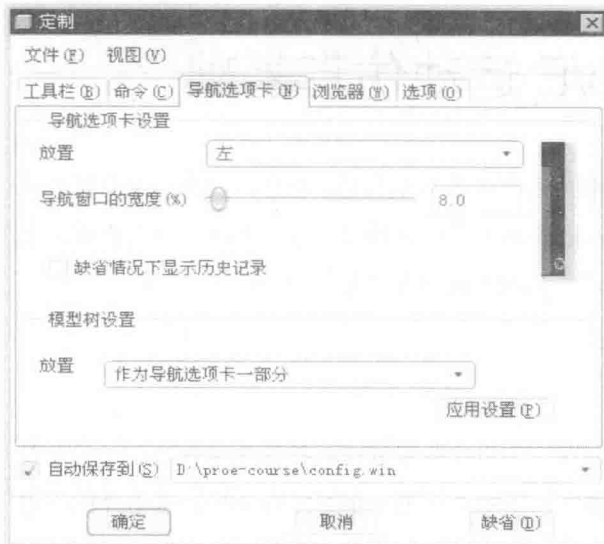 定制
文件(F) 视图(V)
工具栏(B) 命令(C) 导航选项卡(N) 浏览器(W) 选项(O)
导航选项卡设置
放置 左
导航窗口的宽度(%) 8.0
缺省情况下显示历史记录
模型树设置
放置 作为导航选项卡一部分
应用设置(P)
自动保存到(S) D:\proe-course\config.win
确定 取消 缺省(D)